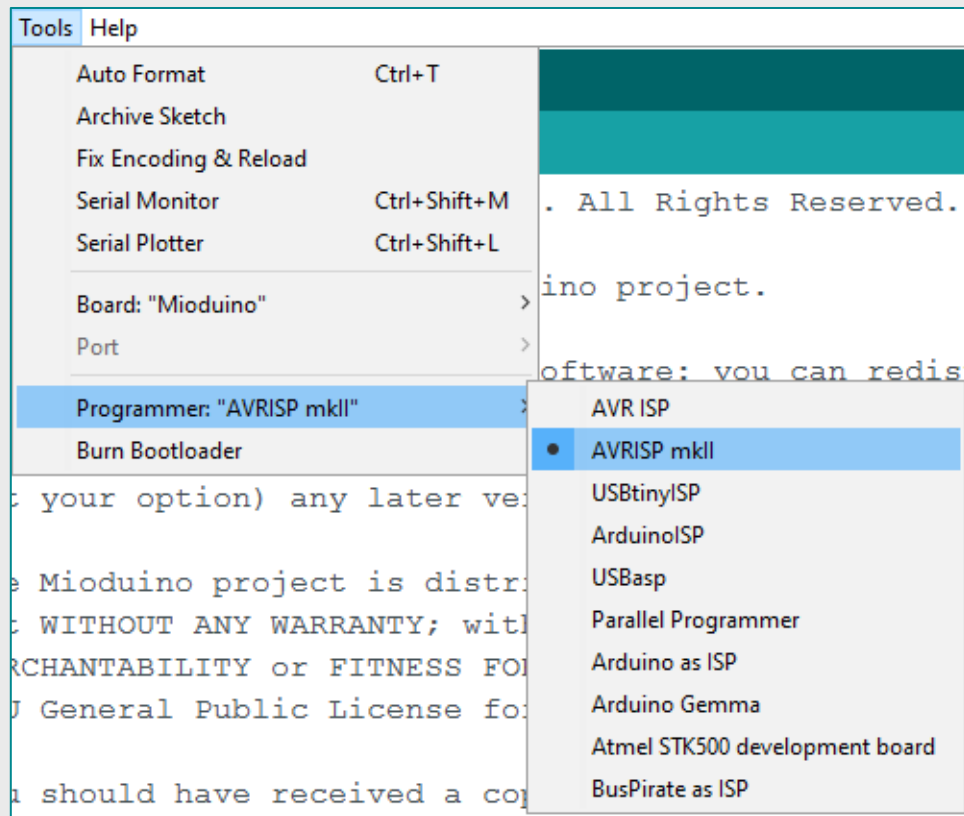 Tools Help
Auto Format Ctrl+T
Archive Sketch
Fix Encoding & Reload
Serial Monitor Ctrl+Shift+M
Serial Plotter Ctrl+Shift+L
Board: "Mioduino"
Port
Programmer: "AVRISP mkII"
Burn Bootloader
AVR ISP
AVRISP mkII
USBtinyISP
ArduinoISP
USBasp
Parallel Programmer
Arduino as ISP
Arduino Gemma
Atmel STK500 development board
BusPirate as ISP
. All Rights Reserved.
ino project.
oftware: you can redis
your option) any later ve
Mioduino project is distr
WITHOUT ANY WARRANTY; wit
RCHANTABILITY or FITNESS FO
General Public License fo
should have received a co